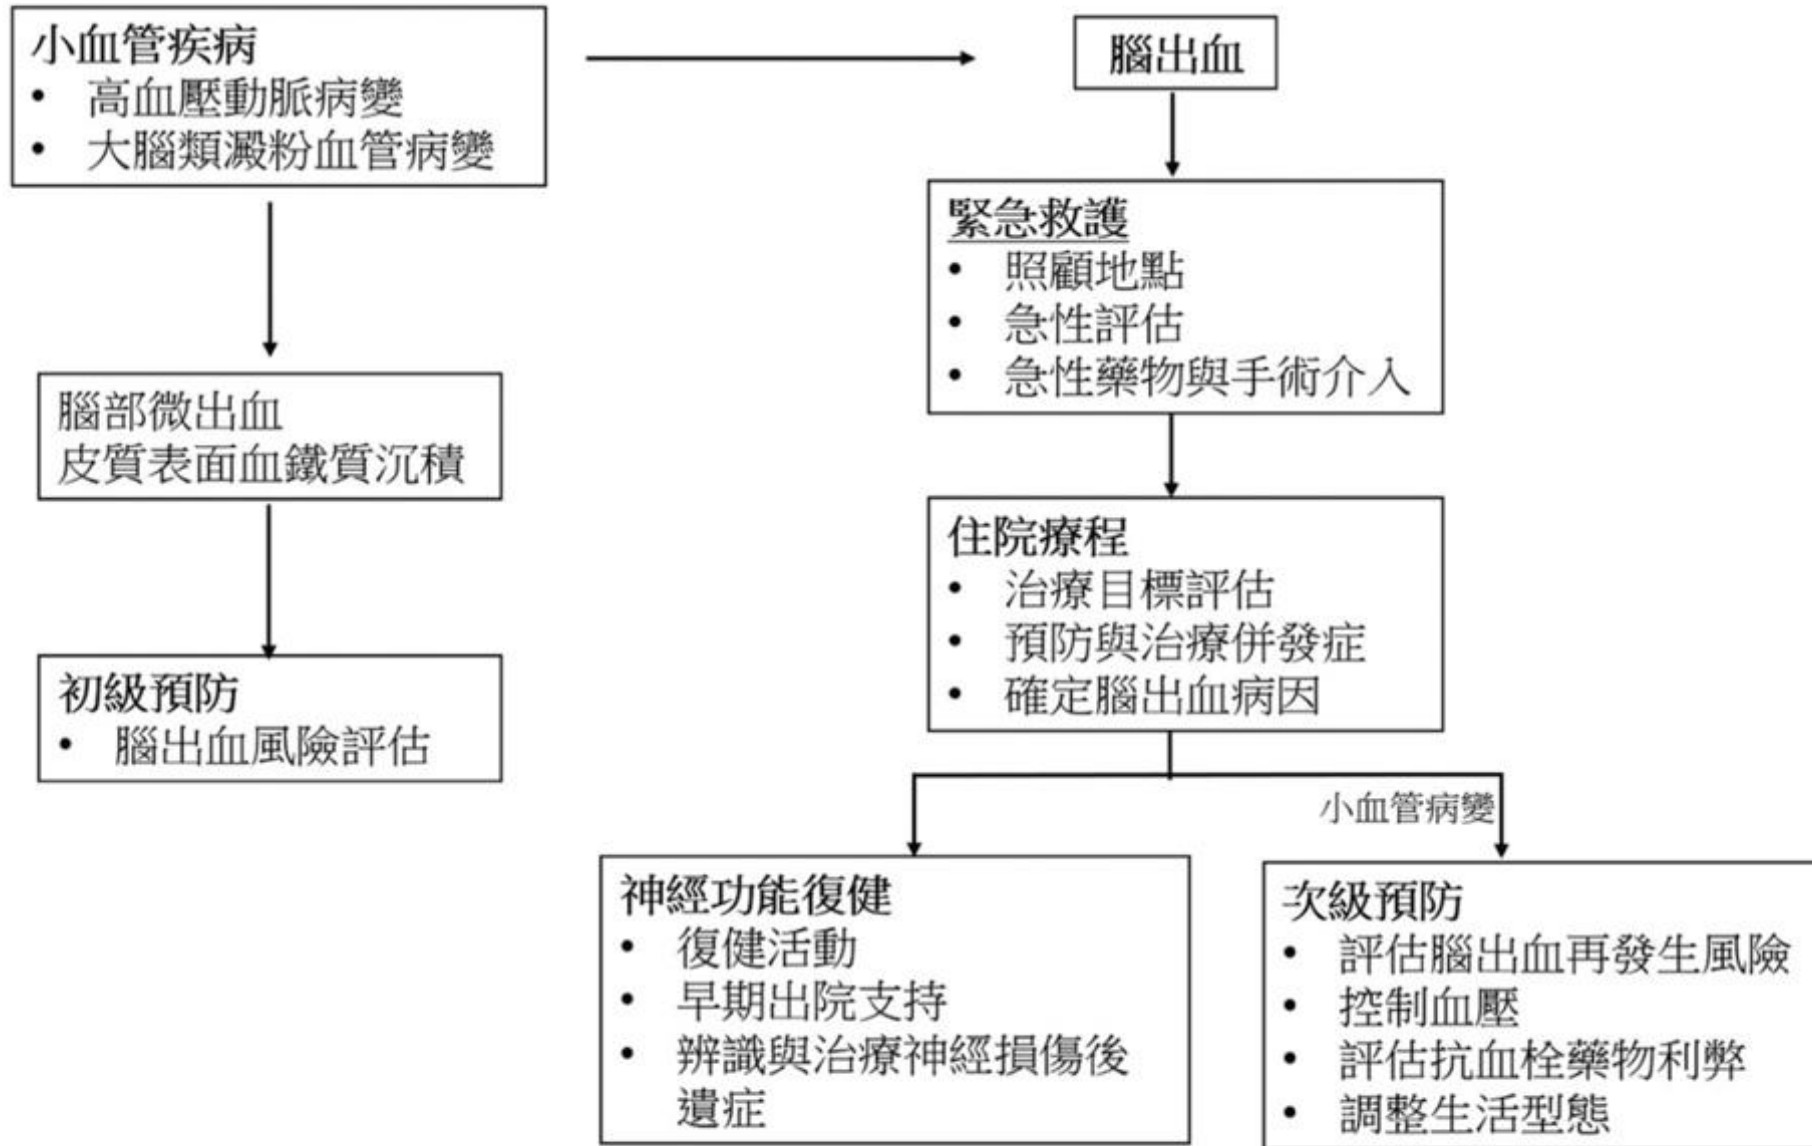 小血管疾病
• 高血壓動脈病變
• 大腦類澱粉血管病變
腦部微出血
皮質表面血鐵質沉積
初級預防
• 腦出血風險評估
腦出血
緊急救護
• 照顧地點
• 急性評估
• 急性藥物與手術介入
住院療程
• 治療目標評估
• 預防與治療併發症
• 確定腦出血病因
小血管病變
神經功能復健
• 復健活動
• 早期出院支持
• 辨識與治療神經損傷後
遺症
次級預防
• 評估腦出血再發生風險
• 控制血壓
• 評估抗血栓藥物利弊
• 調整生活型態